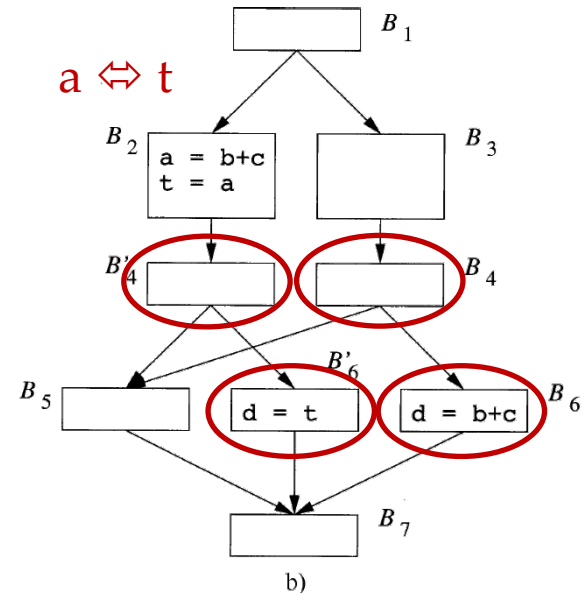 B1
a ⇔ t
B2
a = b+c
t = a
B3
B'4
B4
B'6
B5
d = t
d = b+c
B6
B7
b)